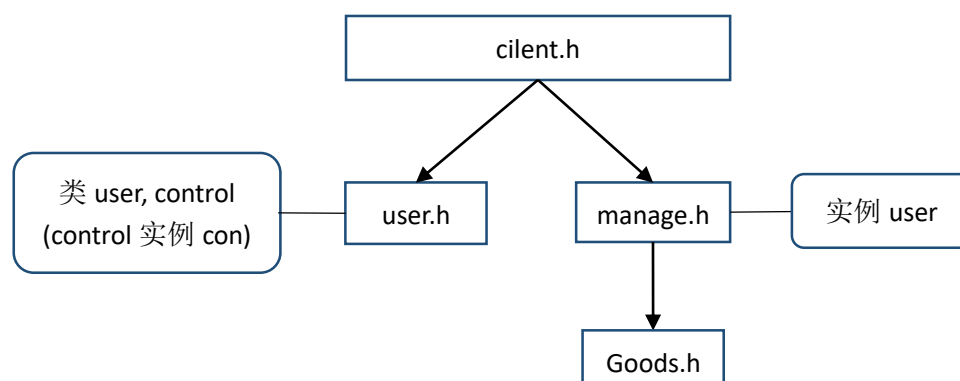 cilent.h
类 user, control
(control 实例 con)
user.h
manage.h
实例 user
Goods.h